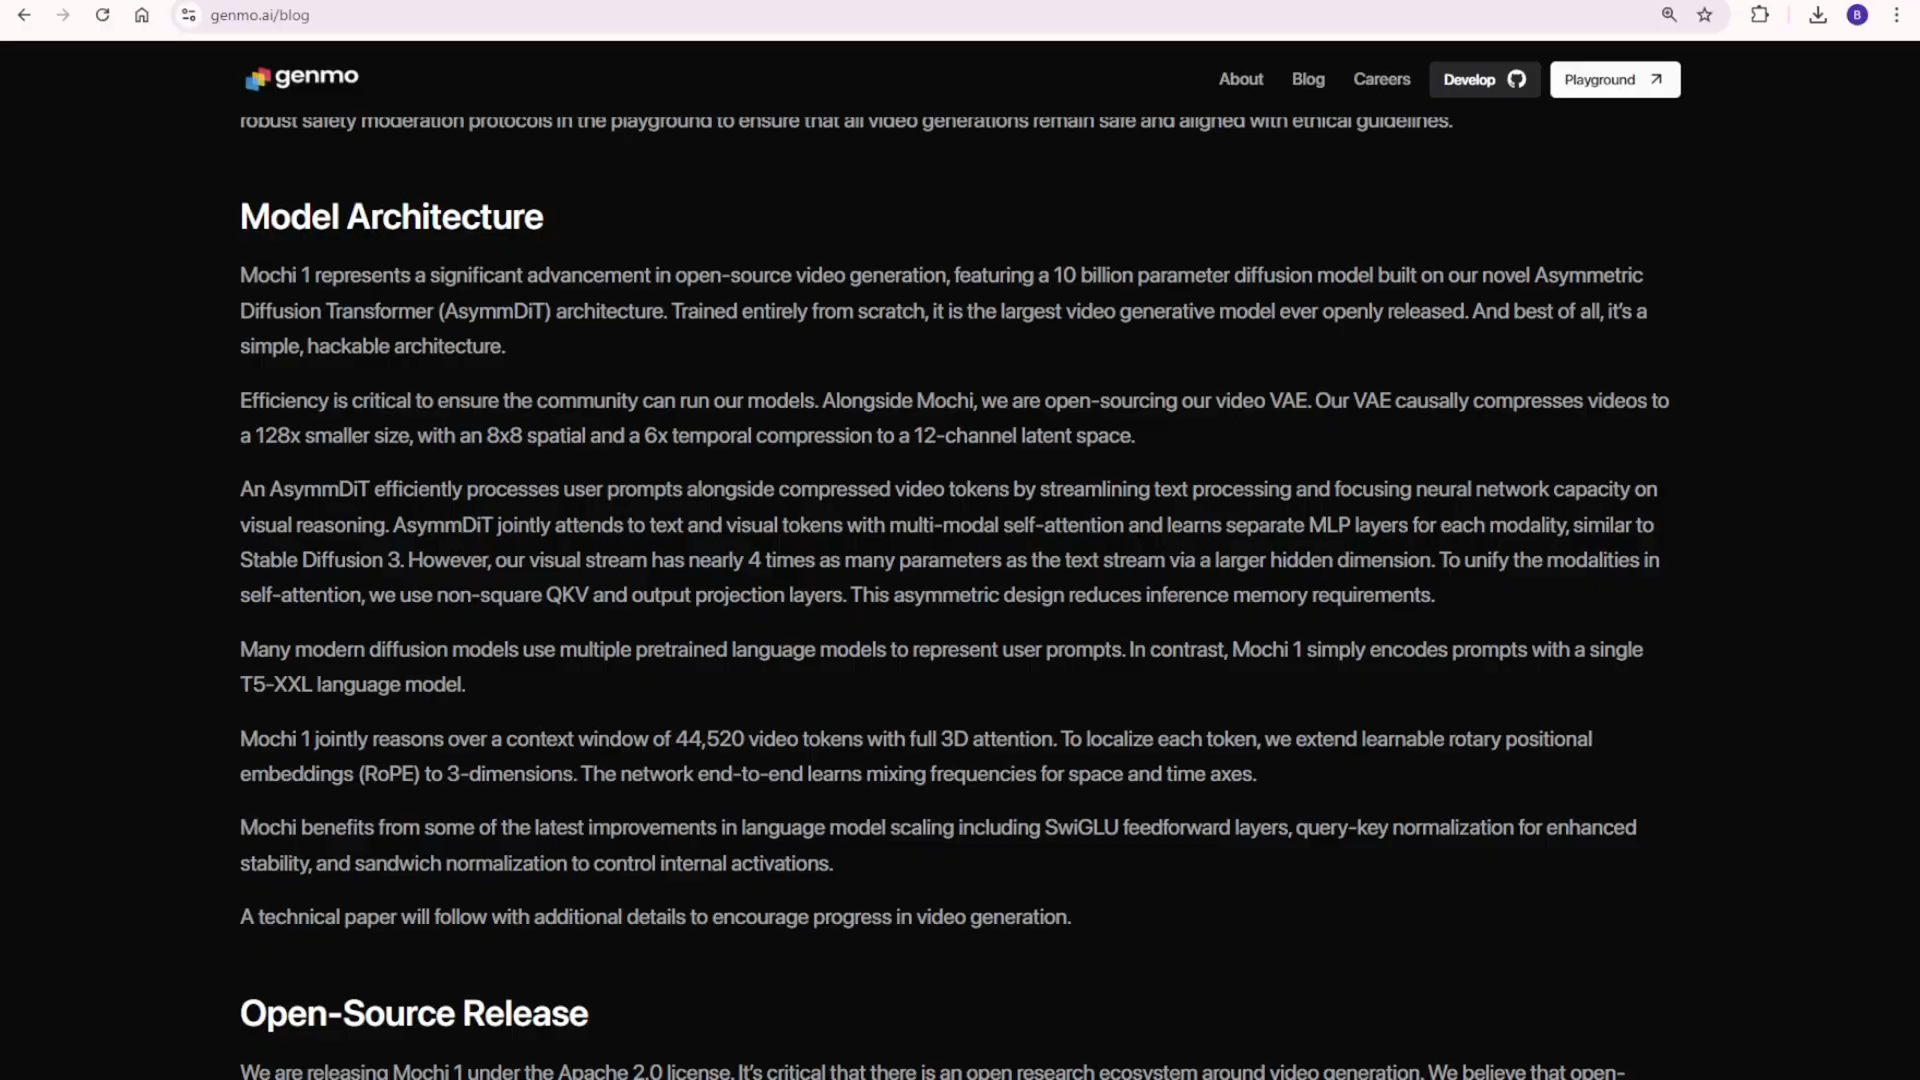 genmo.ai/blog
B
genmo
About Blog Careers Develop Playground
robust safety moderation protocols in the playground to ensure that all video generations remain safe and aligned with ethical guidelines.
Model Architecture
Mochi 1 represents a significant advancement in open-source video generation, featuring a 10 billion parameter diffusion model built on our novel Asymmetric
Diffusion Transformer (AsymmDiT) architecture. Trained entirely from scratch, it is the largest video generative model ever openly released. And best of all, it's a
simple, hackable architecture.
Efficiency is critical to ensure the community can run our models. Alongside Mochi, we are open-sourcing our video VAE. Our VAE causally compresses videos to
a 128x smaller size, with an 8x8 spatial and a 6x temporal compression to a 12-channel latent space.
An AsymmDiT efficiently processes user prompts alongside compressed video tokens by streamlining text processing and focusing neural network capacity on
visual reasoning. AsymmDiT jointly attends to text and visual tokens with multi-modal self-attention and learns separate MLP layers for each modality, similar to
Stable Diffusion 3. However, our visual stream has nearly 4 times as many parameters as the text stream via a larger hidden dimension. To unify the modalities in
self-attention, we use non-square QKV and output projection layers. This asymmetric design reduces inference memory requirements.
Many modern diffusion models use multiple pretrained language models to represent user prompts. In contrast, Mochi 1 simply encodes prompts with a single
T5-XXL language model.
Mochi 1 jointly reasons over a context window of 44,520 video tokens with full 3D attention. To localize each token, we extend learnable rotary positional
embeddings (RoPE) to 3-dimensions. The network end-to-end learns mixing frequencies for space and time axes.
Mochi benefits from some of the latest improvements in language model scaling including SwiGLU feedforward layers, query-key normalization for enhanced
stability, and sandwich normalization to control internal activations.
A technical paper will follow with additional details to encourage progress in video generation.
Open-Source Release
We are releasing Mochi 1 under the Apache 2.0 license. It's critical that there is an open research ecosystem around video generation. We believe that open-